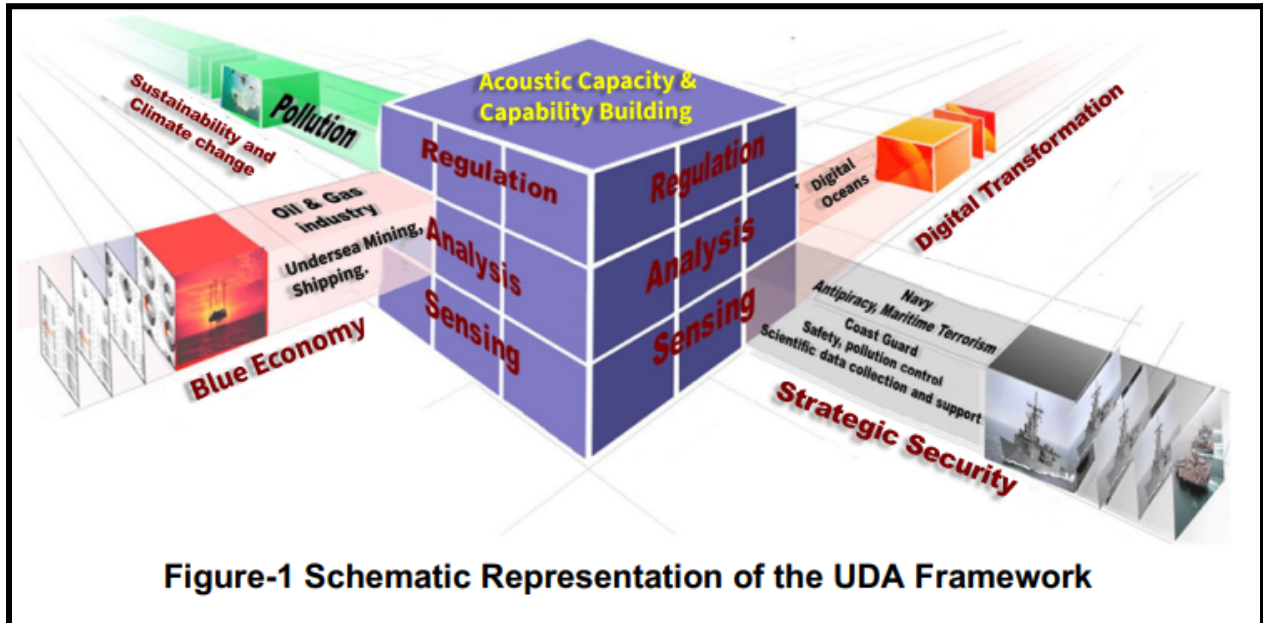 Acoustic Capacity &
Capability Building
Regulation
Analysis
Sensing
Regulation
Analysis
Sensing
Pollution
Sustainability and
Climate change
Oil & Gas
industry
Undersea Mining,
Shipping.
Blue Economy
Digital
Oceans
Digital Transformation
Navy
Antipiracy, Maritime Terrorism
Coast Guard
Safety, pollution control
Scientific data collection and support
Strategic Security
Figure-1 Schematic Representation of the UDA Framework